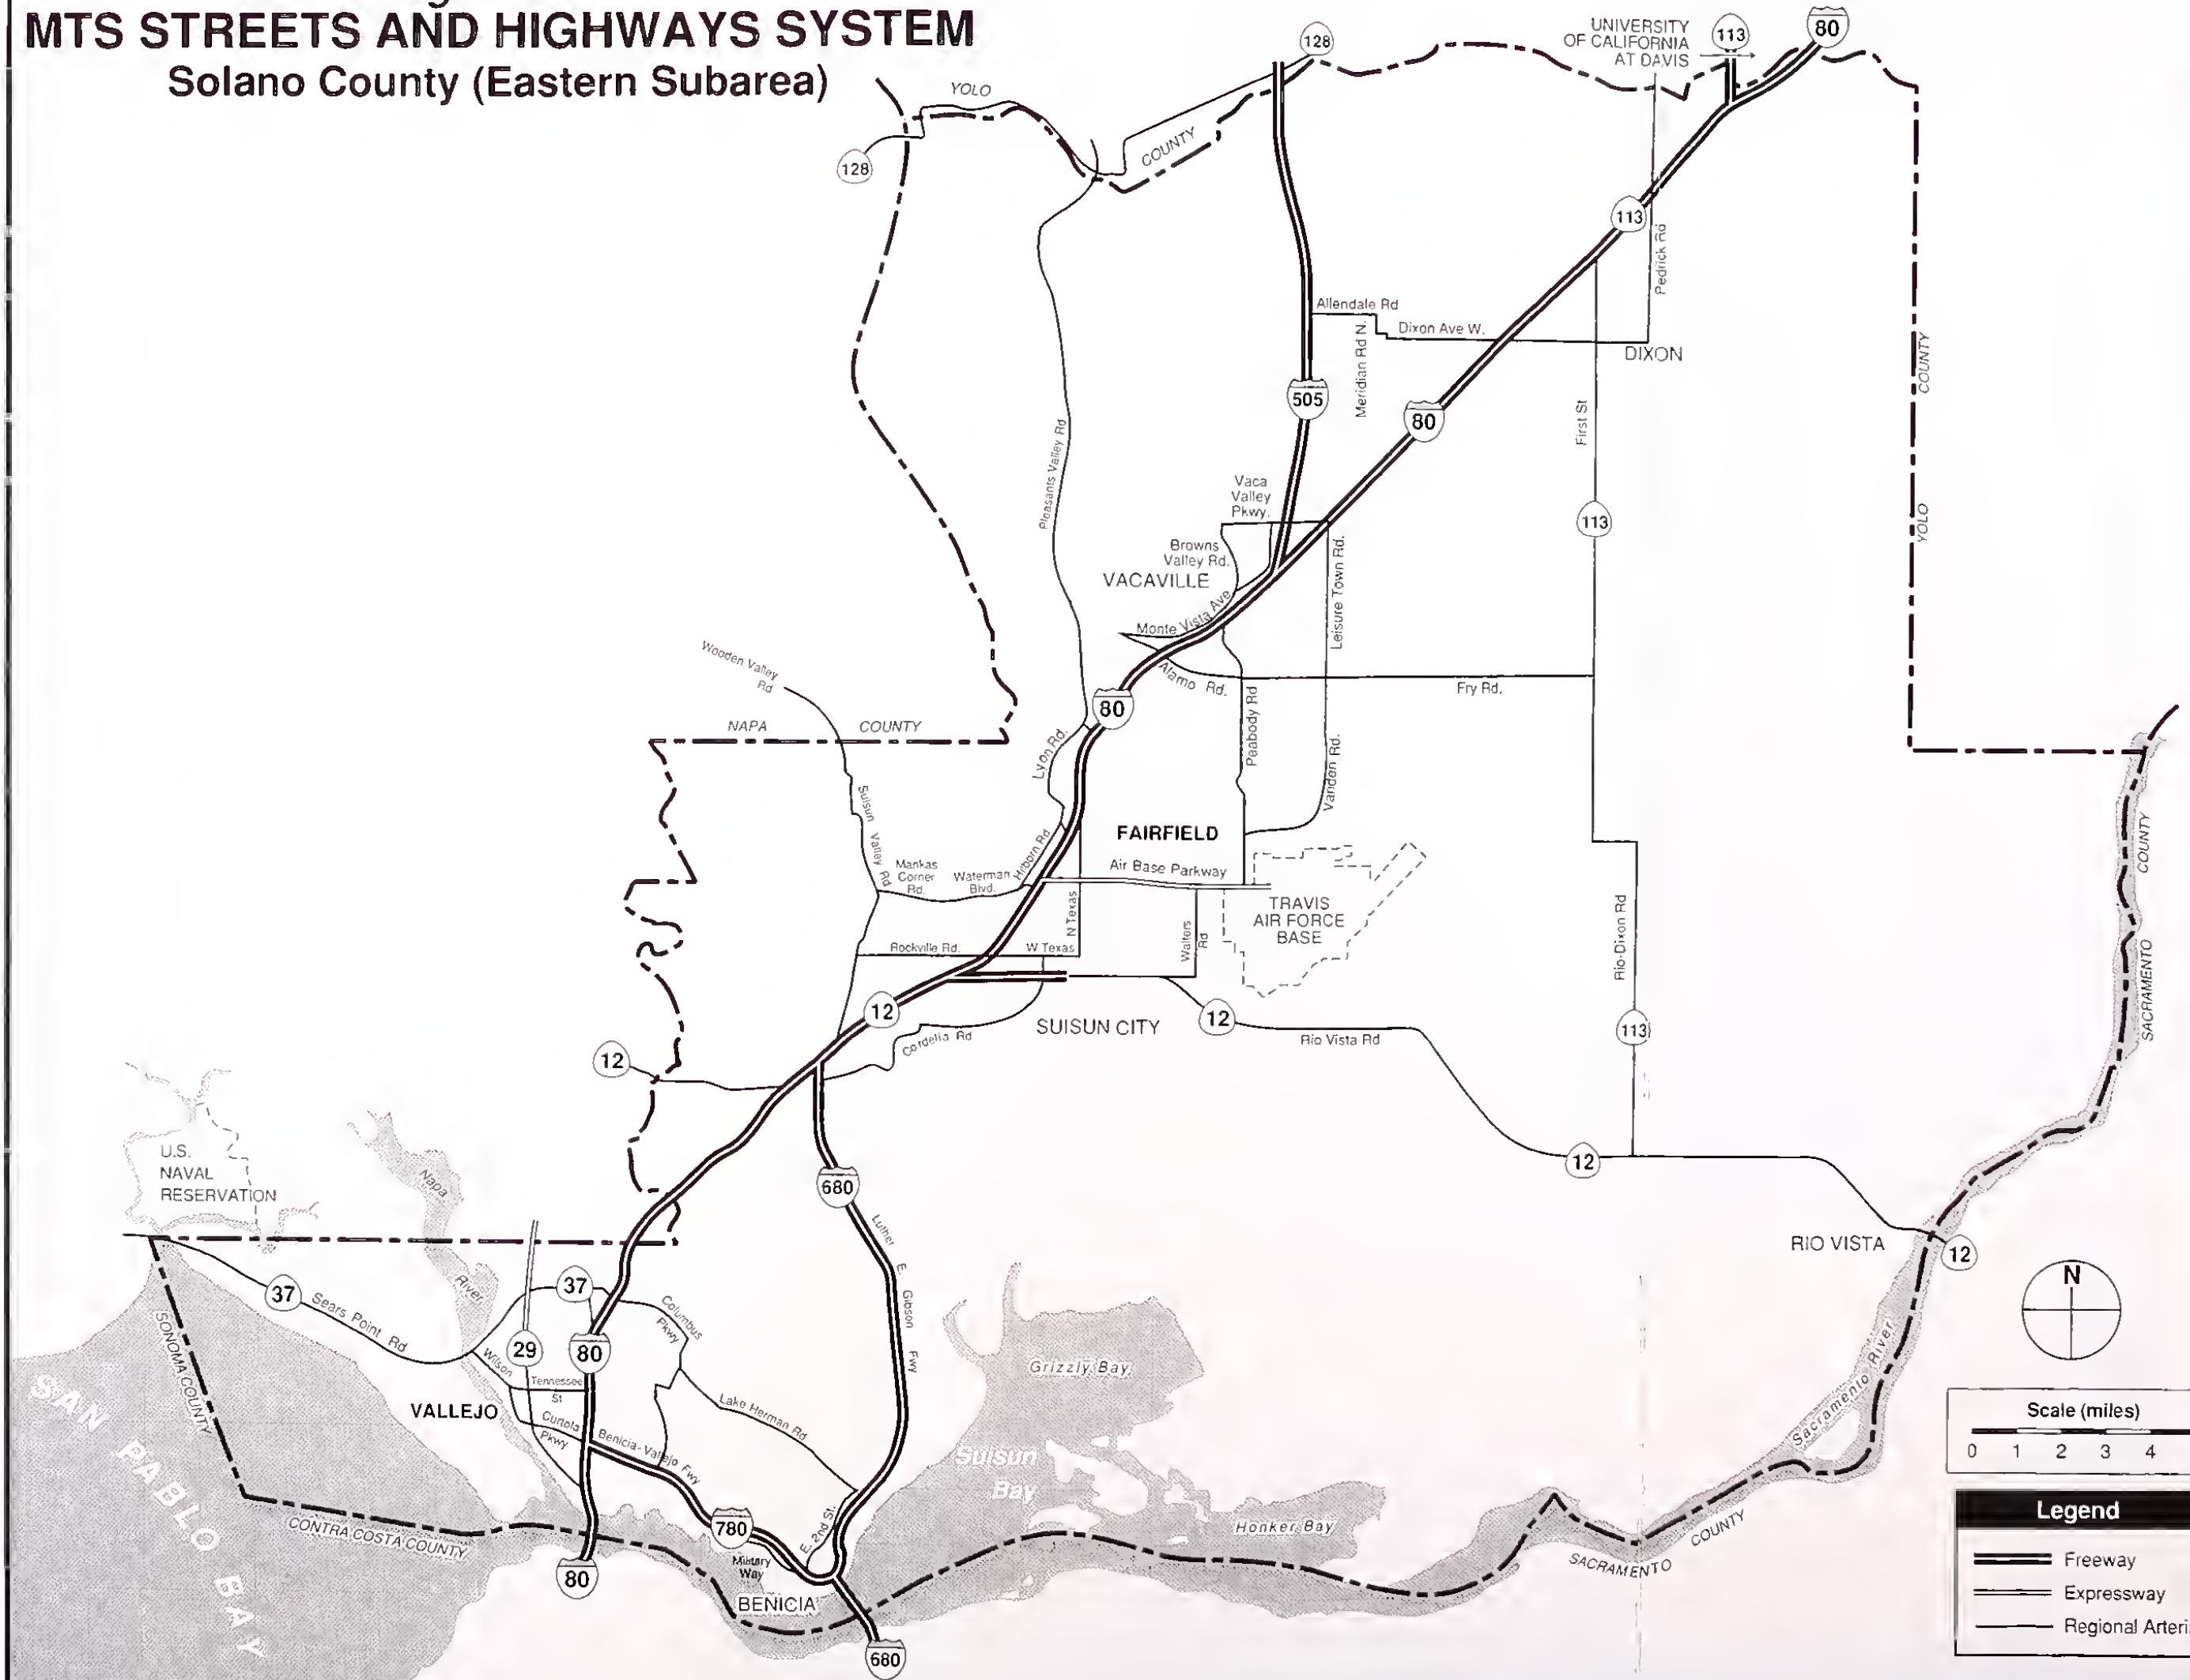 MTS STREETS AND HIGHWAYS SYSTEM
Solano County (Eastern Subarea)
UNIVERSITY
OF CALIFORNIA
AT DAVIS
113
80
128
YOLO
COUNTY
128
113
Pedrick Rd
Allendale Rd
Dixon Ave W.
Meridian Rd N.
DIXON
505
80
First St
113
YOLO
COUNTY
Pleasants Valley Rd
Vaca
Valley
Pkwy.
Browns
Valley Rd.
VACAVILLE
Leisure Town Rd.
Monte Vista Ave
Alamo Rd.
Fry Rd.
Peabody Rd
Vanden Rd.
Wooden Valley
Rd
NAPA
COUNTY
80
Lyon Rd.
Suisun Valley Rd
Hilborn Rd
FAIRFIELD
Air Base Parkway
Mankas
Corner
Rd.
Waterman
Blvd.
N Texas
Walters
Rd
TRAVIS
AIR FORCE
BASE
Rockville Rd.
W Texas
Rio-Dixon Rd
113
COUNTY
SACRAMENTO
12
12
SUISUN CITY
Cordelia Rd
Rio Vista Rd
12
12
RIO VISTA
12
U.S.
NAVAL
RESERVATION
Napa
River
680
Luther E. Gibson Fwy
37
Sears Point Rd
37
Columbus
Pkwy
29
80
Wilson
Tennessee
St
VALLEJO
Curtola
Pkwy
Benicia-Vallejo Fwy
Lake Herman Rd
SONOMA COUNTY
SAN PABLO BAY
CONTRA COSTA COUNTY
Grizzly Bay
Suisun
Bay
Honker Bay
780
E. 2nd St.
Military
Way
BENICIA
80
680
SACRAMENTO
COUNTY
Sacramento River
N
Scale (miles)
0 1 2 3 4
Legend
Freeway
Expressway
Regional Arteri